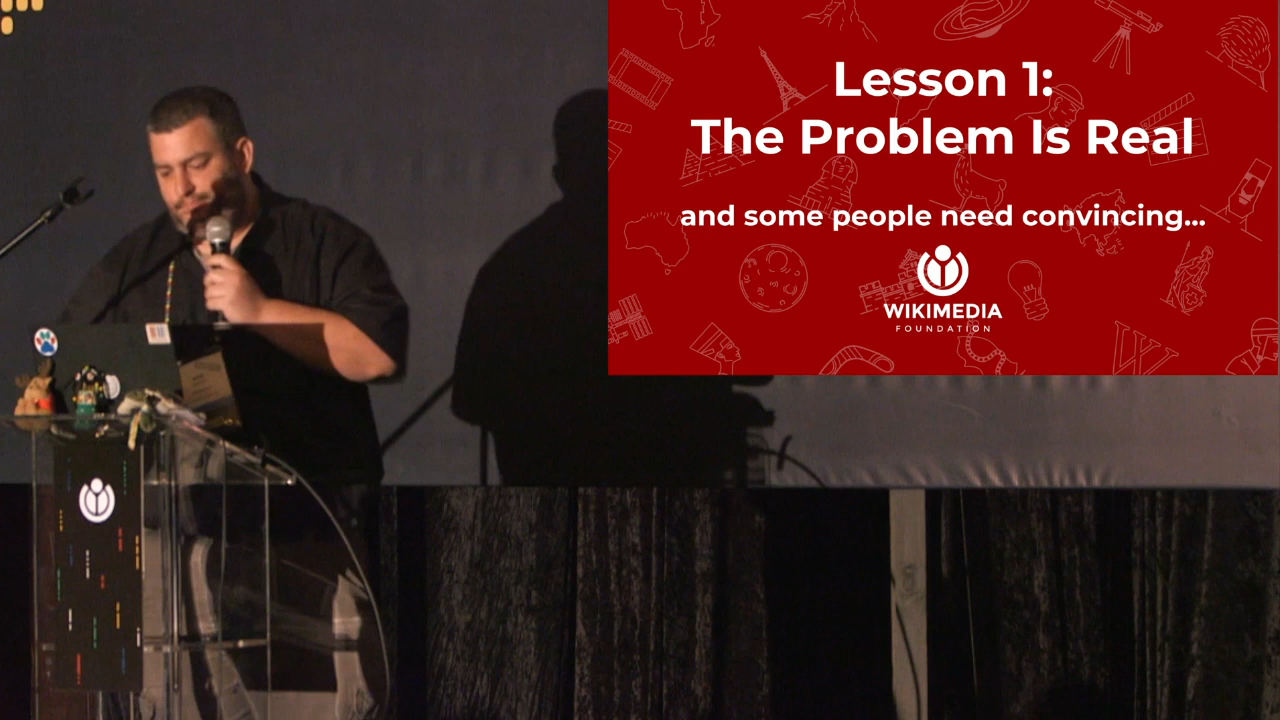 Lesson 1:
The Problem Is Real
and some people need convincing...
WIKIMEDIA
FOUNDATION